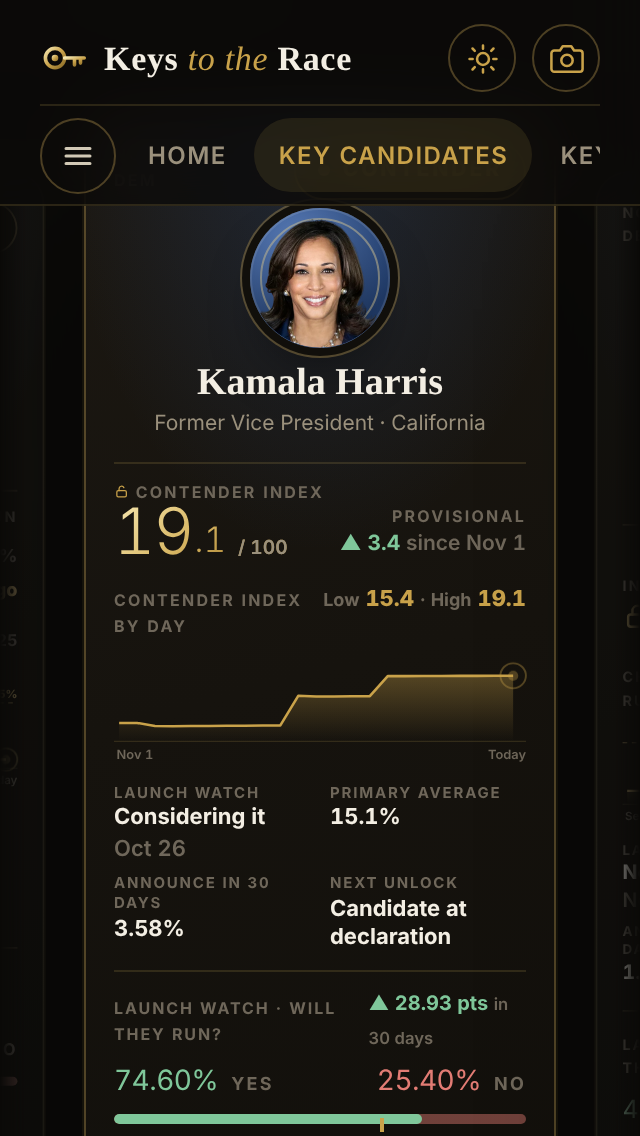 Keys to the Race
HOME
KEY CANDIDATES
KEY
Kamala Harris
Former Vice President · California
CONTENDER INDEX
19.1 / 100
PROVISIONAL
▲ 3.4 since Nov 1
CONTENDER INDEX BY DAY
Low 15.4 · High 19.1
Nov 1
Today
LAUNCH WATCH
Considering it
Oct 26
PRIMARY AVERAGE
15.1%
ANNOUNCE IN 30
DAYS
3.58%
NEXT UNLOCK
Candidate at
declaration
LAUNCH WATCH · WILL
THEY RUN?
▲ 28.93 pts in
30 days
74.60% YES
25.40% NO